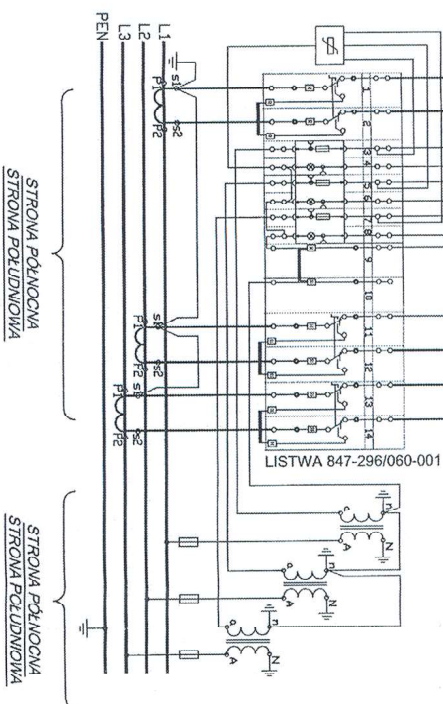 PEN
L3
L2
L1
s1
s2
P1
P2
1
2
3
4
5
6
7
8
9
10
11
12
13
14
s1
s2
P1
P2
s1
s2
P1
P2
LISTWA 847-296/060-001
n
N
a
A
n
N
a
A
n
N
a
A
STRONA PÓŁNOCNA
STRONA POŁUDNIOWA
STRONA PÓŁNOCNA
STRONA POŁUDNIOWA